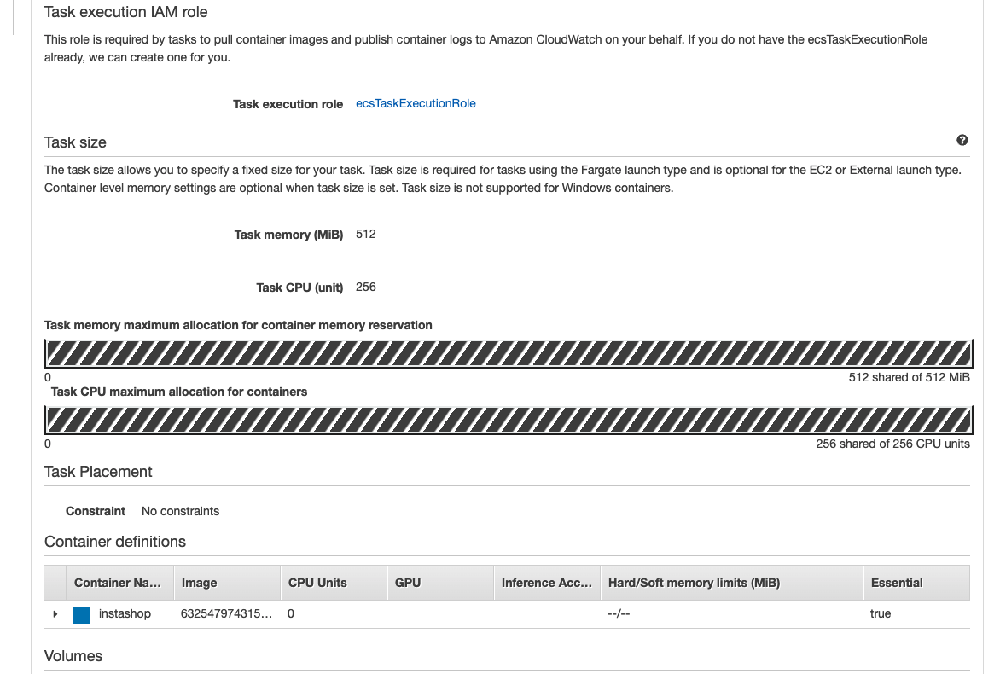 Task execution IAM role
This role is required by tasks to pull container images and publish container logs to Amazon CloudWatch on your behalf. If you do not have the ecsTaskExecutionRole
already, we can create one for you.
Task execution role ecsTaskExecutionRole
Task size
The task size allows you to specify a fixed size for your task. Task size is required for tasks using the Fargate launch type and is optional for the EC2 or External launch type.
Container level memory settings are optional when task size is set. Task size is not supported for Windows containers.
Task memory (MiB) 512
Task CPU (unit) 256
Task memory maximum allocation for container memory reservation
0 512 shared of 512 MiB
Task CPU maximum allocation for containers
0 256 shared of 256 CPU units
Task Placement
Constraint No constraints
Container definitions
Container Na... Image CPU Units GPU Inference Acc... Hard/Soft memory limits (MiB) Essential
instashop 632547974315... 0 --/-- true
Volumes